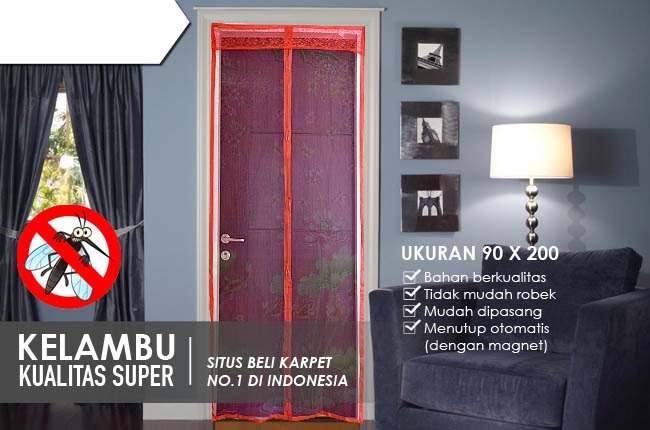 UKURAN 90 X 200
Bahan berkualitas
Tidak mudah robek
Mudah dipasang
Menutup otomatis
(dengan magnet)
KELAMBU
KUALITAS SUPER
SITUS BELI KARPET
NO.1 DI INDONESIA